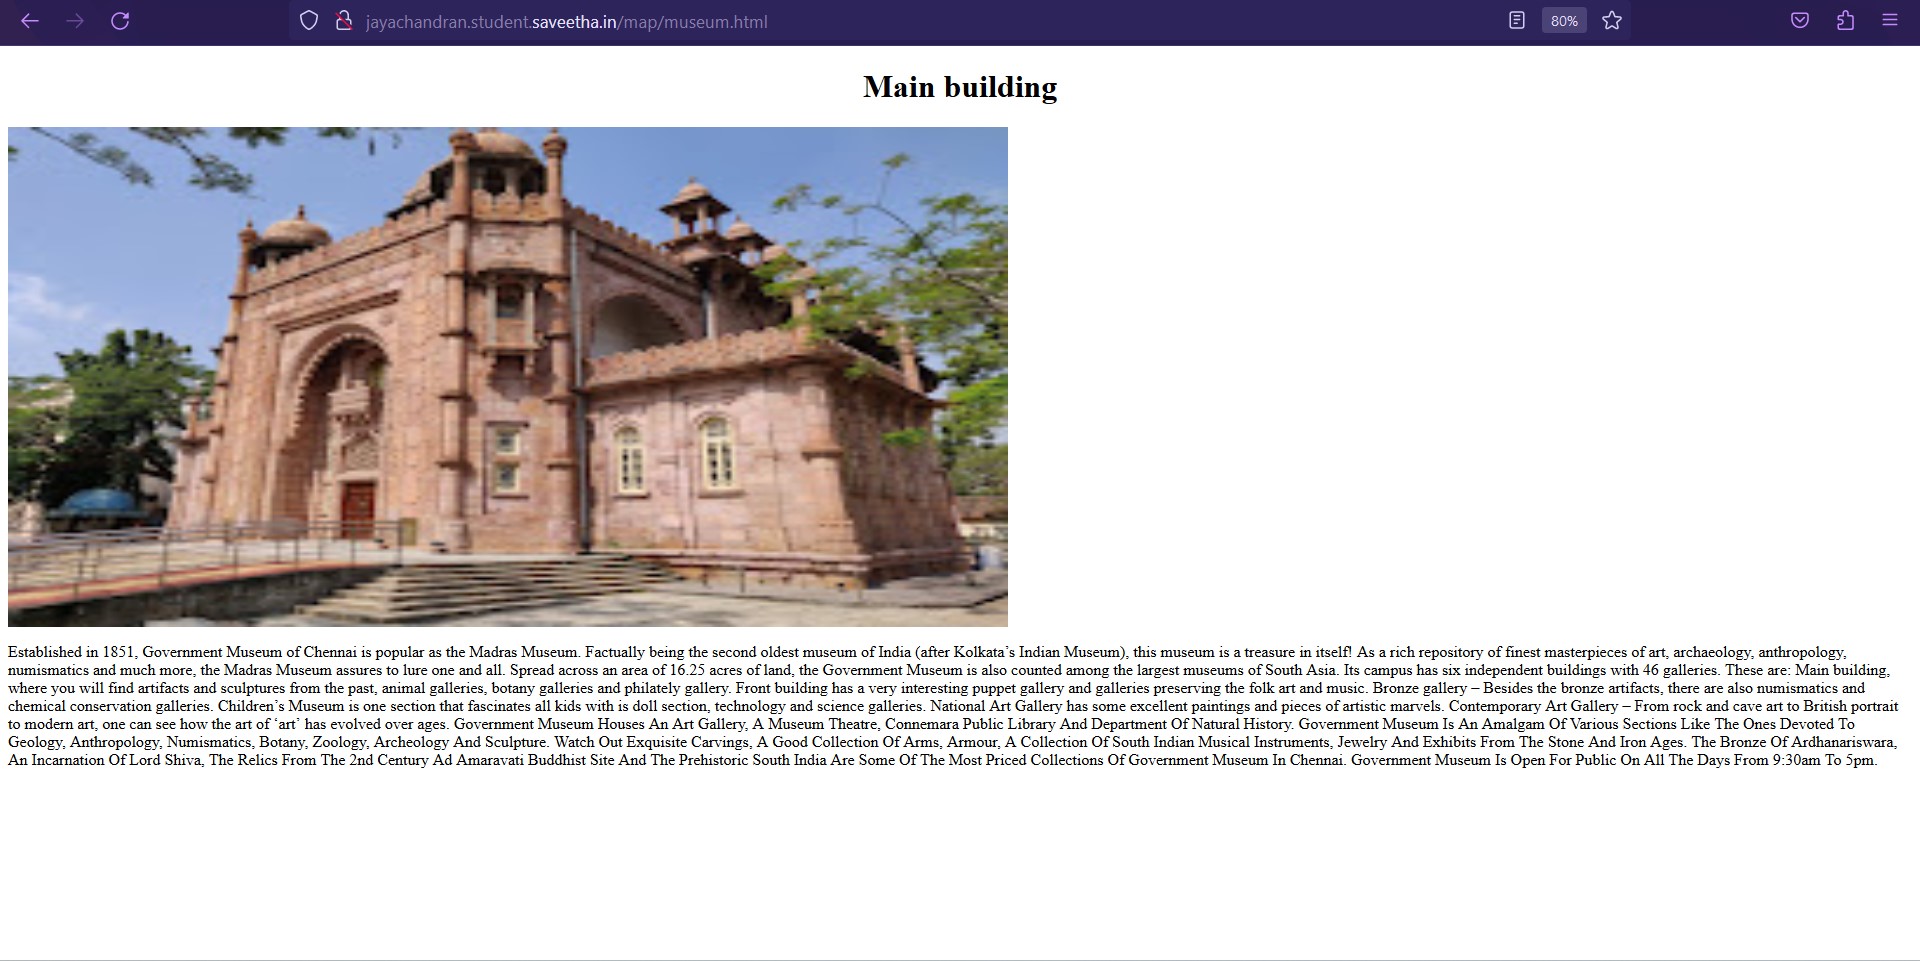 jayachandran.student.saveetha.in/map/museum.html
80%
Main building
Established in 1851, Government Museum of Chennai is popular as the Madras Museum. Factually being the second oldest museum of India (after Kolkata’s Indian Museum), this museum is a treasure in itself! As a rich repository of finest masterpieces of art, archaeology, anthropology,
numismatics and much more, the Madras Museum assures to lure one and all. Spread across an area of 16.25 acres of land, the Government Museum is also counted among the largest museums of South Asia. Its campus has six independent buildings with 46 galleries. These are: Main building,
where you will find artifacts and sculptures from the past, animal galleries, botany galleries and philately gallery. Front building has a very interesting puppet gallery and galleries preserving the folk art and music. Bronze gallery – Besides the bronze artifacts, there are also numismatics and
chemical conservation galleries. Children’s Museum is one section that fascinates all kids with is doll section, technology and science galleries. National Art Gallery has some excellent paintings and pieces of artistic marvels. Contemporary Art Gallery – From rock and cave art to British portrait
to modern art, one can see how the art of ‘art’ has evolved over ages. Government Museum Houses An Art Gallery, A Museum Theatre, Connemara Public Library And Department Of Natural History. Government Museum Is An Amalgam Of Various Sections Like The Ones Devoted To
Geology, Anthropology, Numismatics, Botany, Zoology, Archeology And Sculpture. Watch Out Exquisite Carvings, A Good Collection Of Arms, Armour, A Collection Of South Indian Musical Instruments, Jewelry And Exhibits From The Stone And Iron Ages. The Bronze Of Ardhanariswara,
An Incarnation Of Lord Shiva, The Relics From The 2nd Century Ad Amaravati Buddhist Site And The Prehistoric South India Are Some Of The Most Priced Collections Of Government Museum In Chennai. Government Museum Is Open For Public On All The Days From 9:30am To 5pm.